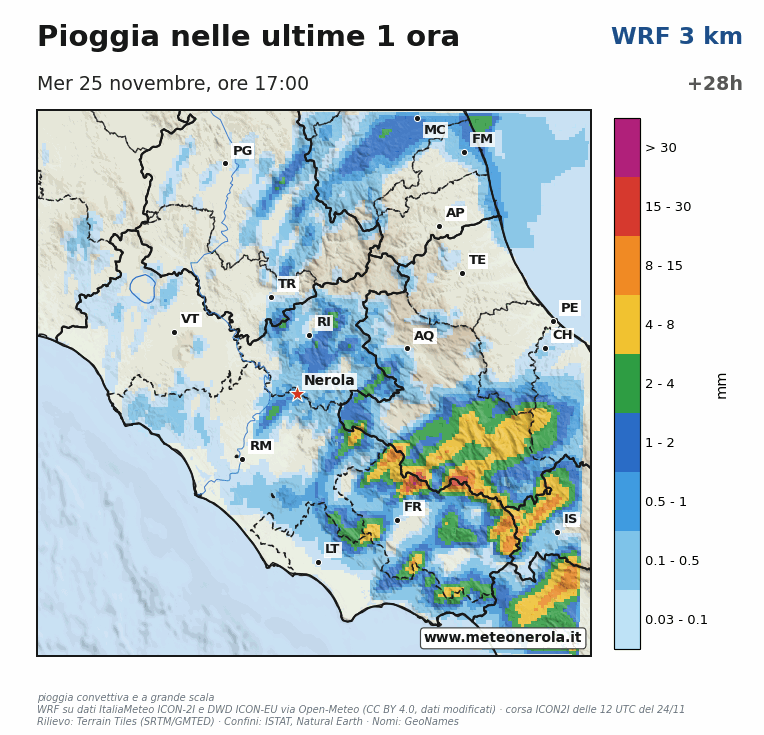 Pioggia nelle ultime 1 ora
WRF 3 km
Mer 25 novembre, ore 17:00
+28h
MC
FM
PG
AP
TE
TR
PE
VT
RI
AQ
CH
Nerola
RM
FR
IS
LT
www.meteonerola.it
> 30
15 - 30
8 - 15
4 - 8
2 - 4
1 - 2
0.5 - 1
0.1 - 0.5
0.03 - 0.1
mm
pioggia convettiva e a grande scala
WRF su dati ItaliaMeteo ICON-2I e DWD ICON-EU via Open-Meteo (CC BY 4.0, dati modificati) · corsa ICON2I delle 12 UTC del 24/11
Rilievo: Terrain Tiles (SRTM/GMTED) · Confini: ISTAT, Natural Earth · Nomi: GeoNames